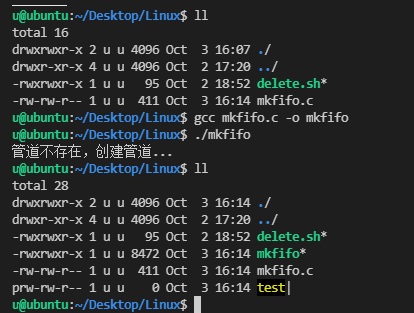 u@ubuntu:~/Desktop/Linux$ ll
total 16
drwxrwxr-x 2 u u 4096 Oct  3 16:07 ./
drwxr-xr-x 4 u u 4096 Oct  2 17:20 ../
-rwxrwxr-x 1 u u   95 Oct  2 18:52 delete.sh*
-rw-rw-r-- 1 u u  411 Oct  3 16:14 mkfifo.c
u@ubuntu:~/Desktop/Linux$ gcc mkfifo.c -o mkfifo
u@ubuntu:~/Desktop/Linux$ ./mkfifo
管道不存在，创建管道...
u@ubuntu:~/Desktop/Linux$ ll
total 28
drwxrwxr-x 2 u u 4096 Oct  3 16:14 ./
drwxr-xr-x 4 u u 4096 Oct  2 17:20 ../
-rwxrwxr-x 1 u u   95 Oct  2 18:52 delete.sh*
-rwxrwxr-x 1 u u 8472 Oct  3 16:14 mkfifo*
-rw-rw-r-- 1 u u  411 Oct  3 16:14 mkfifo.c
prw-rw-r-- 1 u u    0 Oct  3 16:14 test|
u@ubuntu:~/Desktop/Linux$